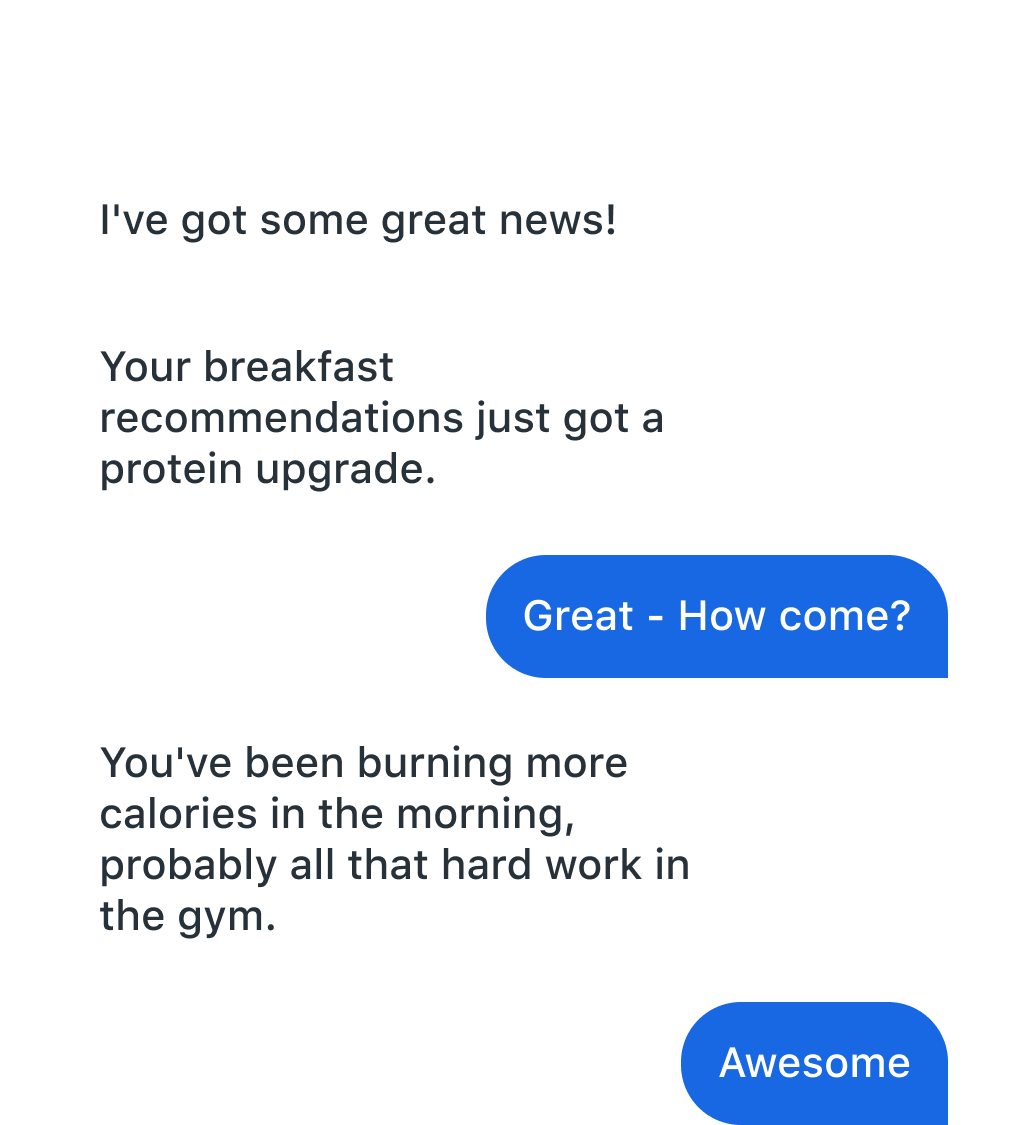 I've got some great news!
Your breakfast
recommendations just got a
protein upgrade.
Great - How come?
You've been burning more
calories in the morning,
probably all that hard work in
the gym.
Awesome